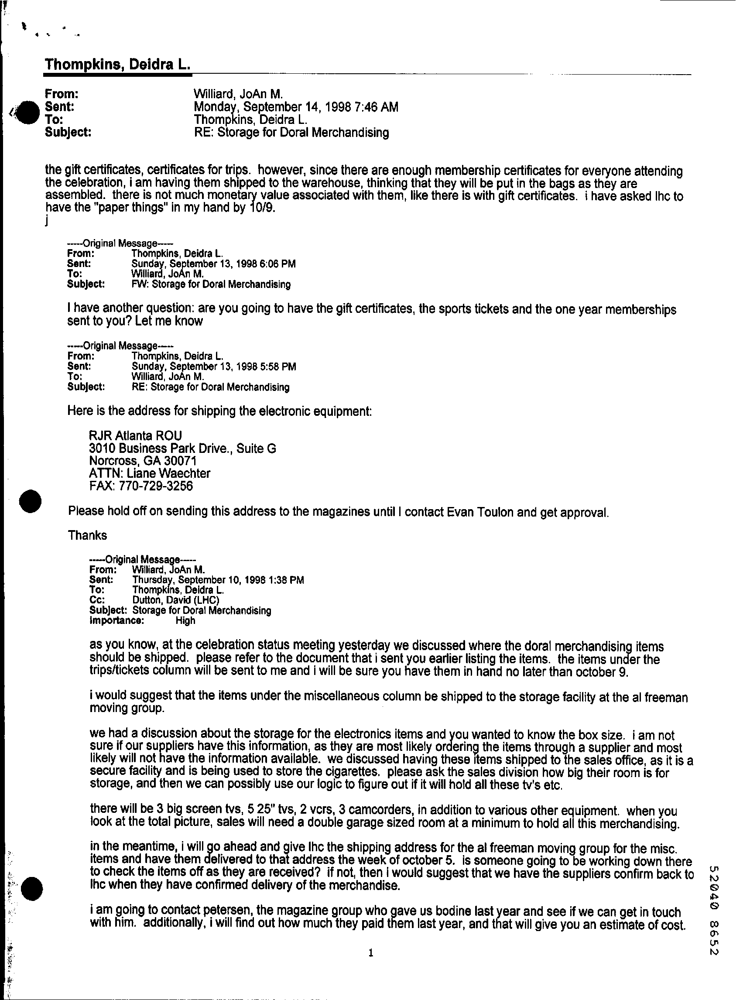 Thompkins, Deidra L.
From: Williard, JoAn M.
Sent: Monday, September 14, 1998 7:46 AM
To: Thompkins, Deidra L.
Subject: RE: Storage for Doral Merchandising
the gift certificates, certificates for trips. however, since there are enough membership certificates for everyone attending
the celebration, i am having them shipped to the warehouse, thinking that they will be put in the bags as they are
assembled. there is not much monetary value associated with them, like there is with gift certificates. i have asked lhc to
have the "paper things" in my hand by 10/9.
j
-----Original Message-----
From: Thompkins, Deidra L.
Sent: Sunday, September 13, 1998 6:06 PM
To: Williard, JoAn M.
Subject: FW: Storage for Doral Merchandising
I have another question: are you going to have the gift certificates, the sports tickets and the one year memberships
sent to you? Let me know
-----Original Message-----
From: Thompkins, Deidra L.
Sent: Sunday, September 13, 1998 5:58 PM
To: Williard, JoAn M.
Subject: RE: Storage for Doral Merchandising
Here is the address for shipping the electronic equipment:
RJR Atlanta ROU
3010 Business Park Drive., Suite G
Norcross, GA 30071
ATTN: Liane Waechter
FAX: 770-729-3256
Please hold off on sending this address to the magazines until I contact Evan Toulon and get approval.
Thanks
-----Original Message-----
From: Williard, JoAn M.
Sent: Thursday, September 10, 1998 1:38 PM
To: Thompkins, Deidra L.
Cc: Dutton, David (LHC)
Subject: Storage for Doral Merchandising
Importance: High
as you know, at the celebration status meeting yesterday we discussed where the doral merchandising items
should be shipped. please refer to the document that i sent you earlier listing the items. the items under the
trips/tickets column will be sent to me and i will be sure you have them in hand no later than october 9.
i would suggest that the items under the miscellaneous column be shipped to the storage facility at the al freeman
moving group.
we had a discussion about the storage for the electronics items and you wanted to know the box size. i am not
sure if our suppliers have this information, as they are most likely ordering the items through a supplier and most
likely will not have the information available. we discussed having these items shipped to the sales office, as it is a
secure facility and is being used to store the cigarettes. please ask the sales division how big their room is for
storage, and then we can possibly use our logic to figure out if it will hold all these tv's etc.
there will be 3 big screen tvs, 5 25" tvs, 2 vcrs, 3 camcorders, in addition to various other equipment. when you
look at the total picture, sales will need a double garage sized room at a minimum to hold all this merchandising.
in the meantime, i will go ahead and give lhc the shipping address for the al freeman moving group for the misc.
items and have them delivered to that address the week of october 5. is someone going to be working down there
to check the items off as they are received? if not, then i would suggest that we have the suppliers confirm back to
lhc when they have confirmed delivery of the merchandise.
i am going to contact petersen, the magazine group who gave us bodine last year and see if we can get in touch
with him. additionally, i will find out how much they paid them last year, and that will give you an estimate of cost.
1
52040 8652